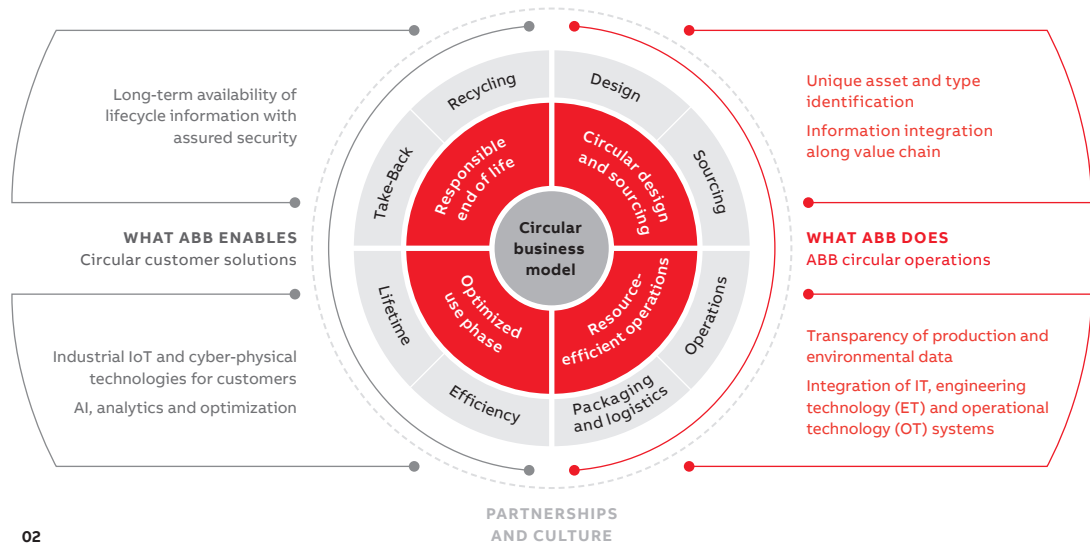 Long-term availability of
lifecycle information with
assured security
WHAT ABB ENABLES
Circular customer solutions
Industrial IoT and cyber-physical
technologies for customers
AI, analytics and optimization
Recycling
Design
Take-Back
Sourcing
Lifetime
Operations
Efficiency
Packaging
and logistics
Responsible
end of life
Circular design
and sourcing
Optimized
use phase
Resource-
efficient operations
Circular
business
model
Unique asset and type
identification
Information integration
along value chain
WHAT ABB DOES
ABB circular operations
Transparency of production and
environmental data
Integration of IT, engineering
technology (ET) and operational
technology (OT) systems
PARTNERSHIPS
AND CULTURE
02